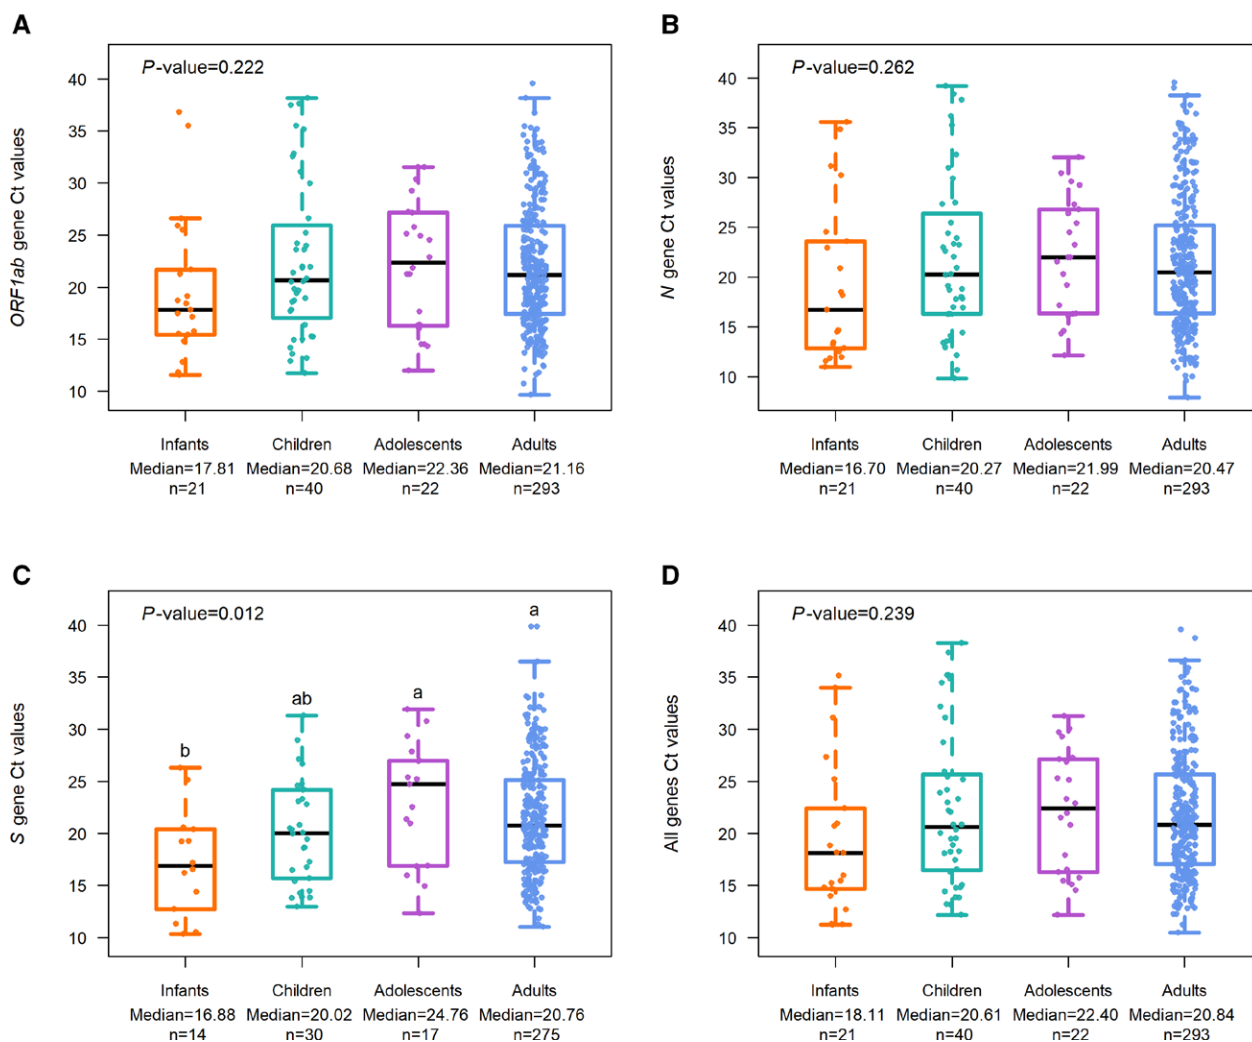 A
P-value=0.222
ORF1ab gene Ct values
40
35
30
25
20
15
10
Infants Children Adolescents Adults
Median=17.81 Median=20.68 Median=22.36 Median=21.16
n=21 n=40 n=22 n=293
B
P-value=0.262
N gene Ct values
40
35
30
25
20
15
10
Infants Children Adolescents Adults
Median=16.70 Median=20.27 Median=21.99 Median=20.47
n=21 n=40 n=22 n=293
C
P-value=0.012
S gene Ct values
40
35
30
25
20
15
10
b ab a a
Infants Children Adolescents Adults
Median=16.88 Median=20.02 Median=24.76 Median=20.76
n=14 n=30 n=17 n=275
D
P-value=0.239
All genes Ct values
40
35
30
25
20
15
10
Infants Children Adolescents Adults
Median=18.11 Median=20.61 Median=22.40 Median=20.84
n=21 n=40 n=22 n=293